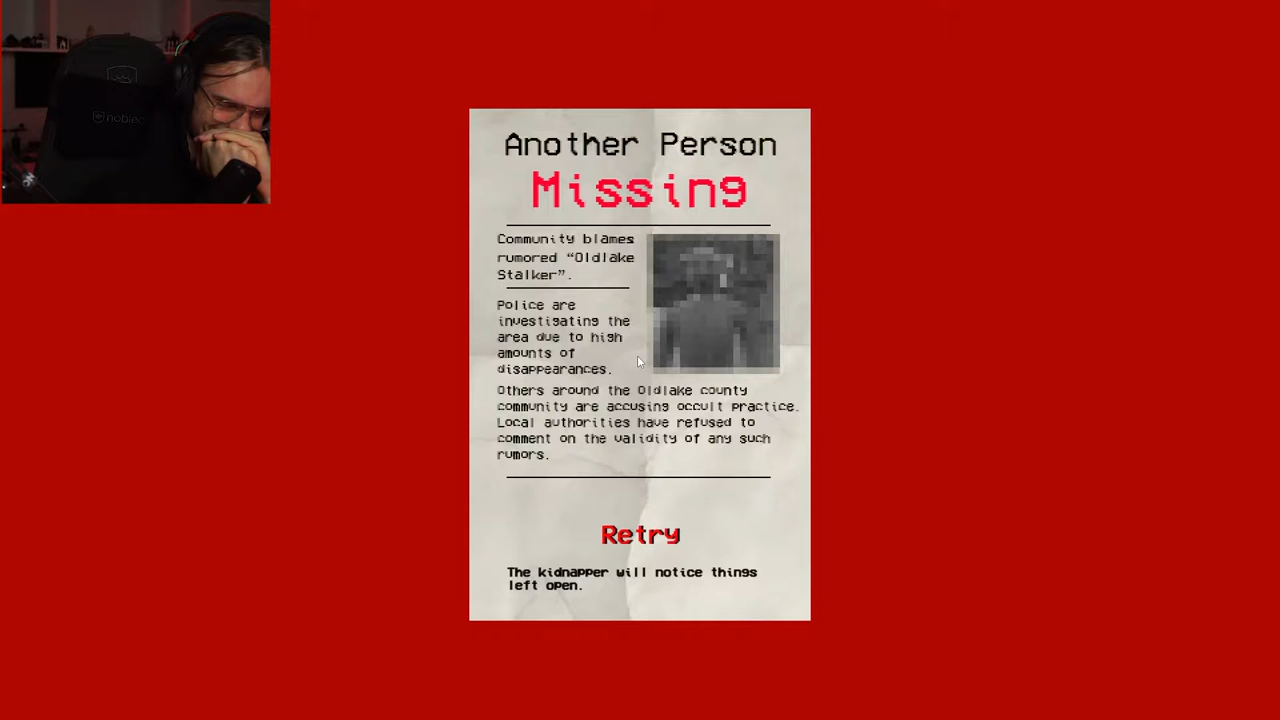 noble
Another Person
Missing
Community blames
rumored “Oldlake
Stalker”.
Police are
investigating the
area due to high
amounts of
disappearances.
Others around the Oldlake county
community are accusing occult practice.
Local authorities have refused to
comment on the validity of any such
rumors.
Retry
The kidnapper will notice things
left open.